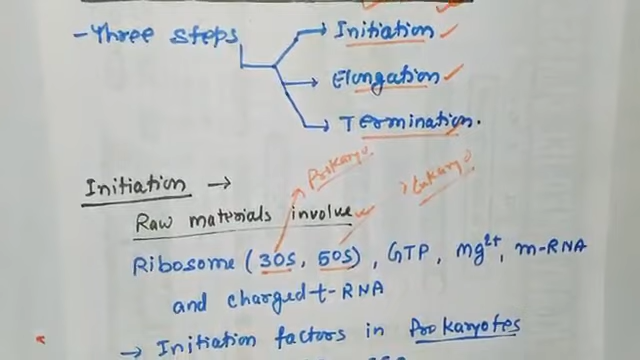 -Three steps
Initiation
Elongation
Termination.
Initiation →
Prokaryo.
Eukaryo
Raw materials involve
Ribosome (30S, 50S), GTP, Mg2+, m-RNA
and charged t-RNA
→ Initiation factors in Prokaryotes